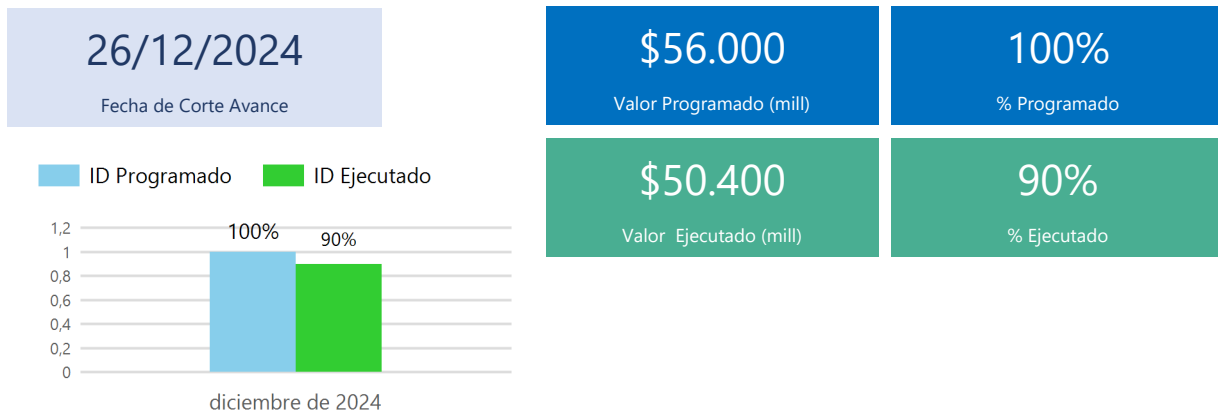 26/12/2024
Fecha de Corte Avance
$56.000
Valor Programado (mill)
100%
% Programado
$50.400
Valor Ejecutado (mill)
90%
% Ejecutado
ID Programado
ID Ejecutado
1,2
1
0,8
0,6
0,4
0,2
0
100%
90%
diciembre de 2024